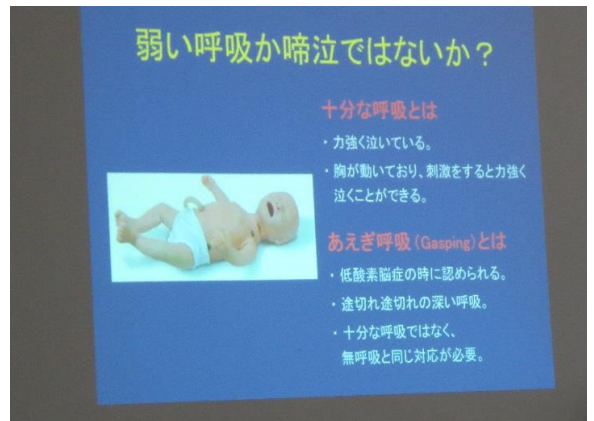 弱い呼吸か啼泣ではないか？
十分な呼吸とは
・力強く泣いている。
・胸が動いており、刺激をすると力強く
泣くことができる。
あえぎ呼吸（Gasping）とは
・低酸素脳症の時に認められる。
・途切れ途切れの深い呼吸。
・十分な呼吸ではなく、
無呼吸と同じ対応が必要。